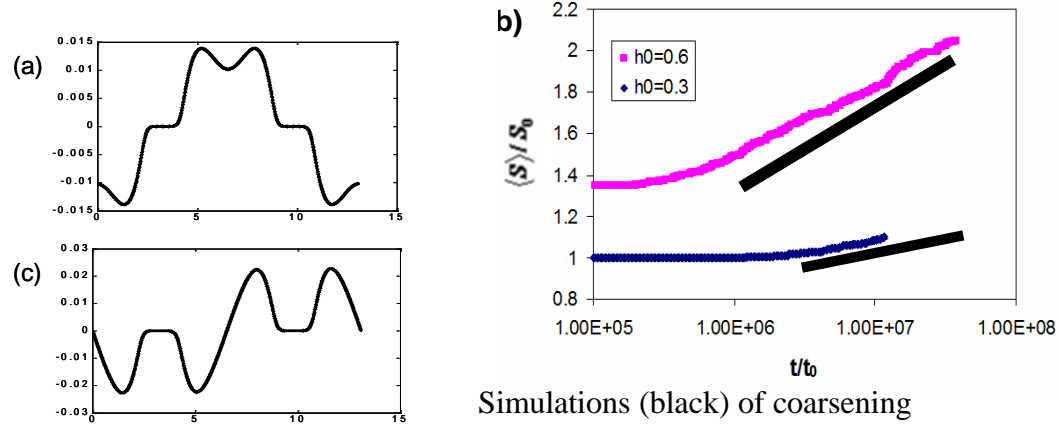 (a)
0.015
0.01
0.005
0
-0.005
-0.01
-0.015
0 5 10 15
(c)
0.03
0.02
0.01
0
-0.01
-0.02
-0.03
0 5 10 15
b)
2.2
2
1.8
1.6
1.4
1.2
1
0.8
⟨S⟩/S₀
h0=0.6
h0=0.3
1.00E+05 1.00E+06 1.00E+07 1.00E+08
t/t₀
Simulations (black) of coarsening